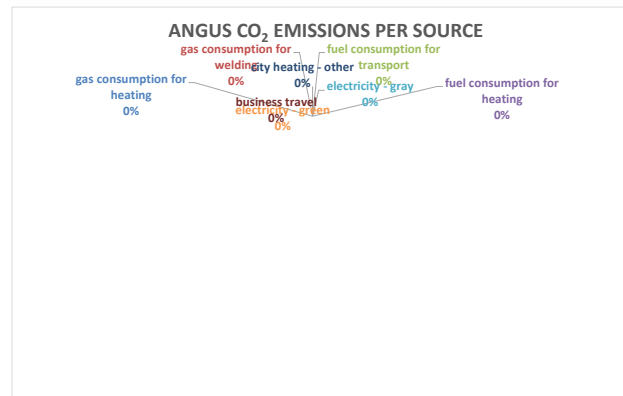 ANGUS CO₂ EMISSIONS PER SOURCE
gas consumption for
welding
0%
city heating - other
0%
fuel consumption for
transport
0%
gas consumption for
heating
0%
electricity - gray
0%
fuel consumption for
heating
0%
business travel
0%
electricity - green
0%